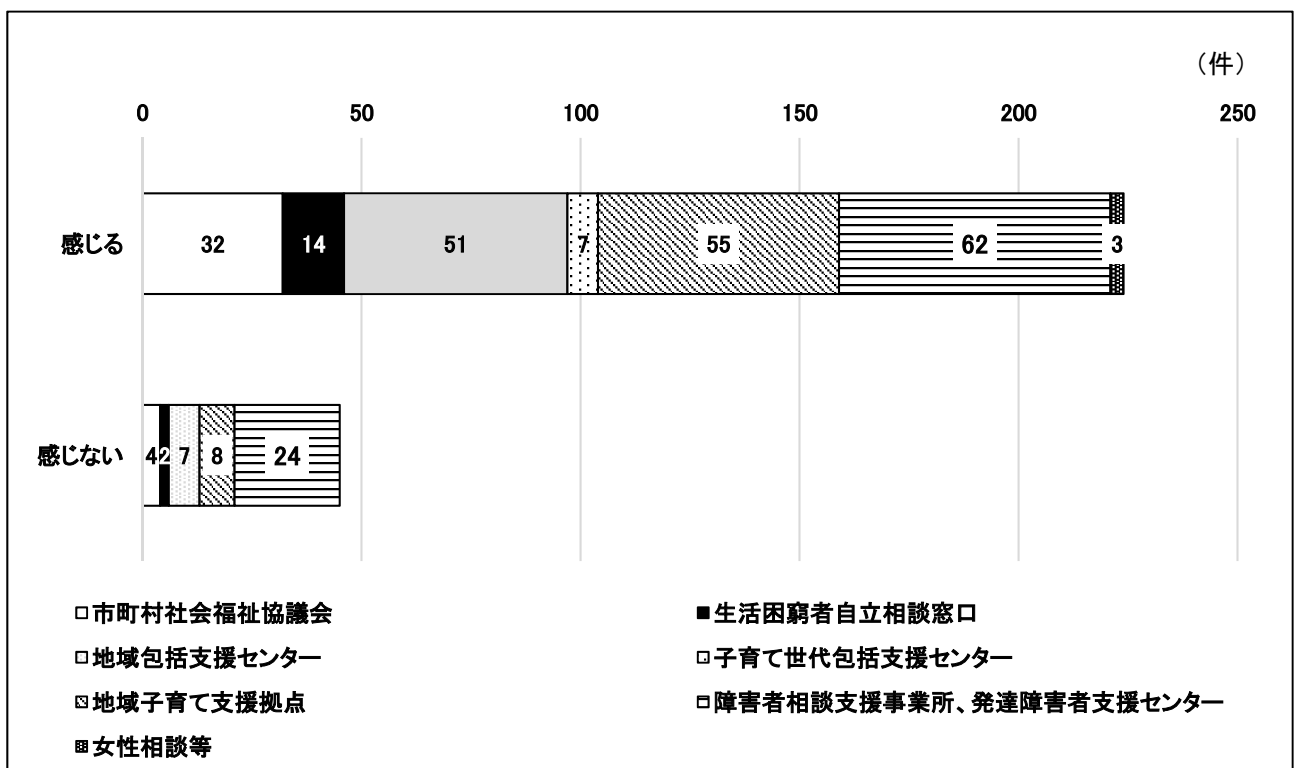 （件）
0 50 100 150 200 250
感じる 32 14 51 7 55 62 3
感じない 4 2 7 8 24
市町村社会福祉協議会 生活困窮者自立相談窓口
地域包括支援センター 子育て世代包括支援センター
地域子育て支援拠点 障害者相談支援事業所、発達障害者支援センター
女性相談等